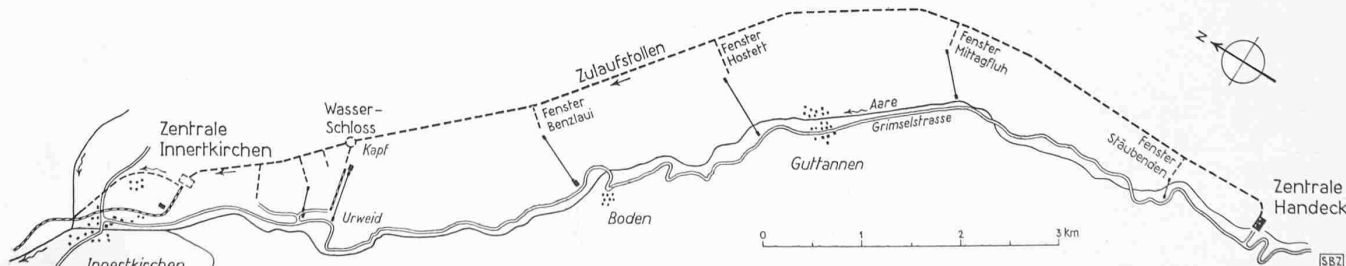 Zentrale
Innertkirchen
Wasser-
Schloss
Kapf
Urweid
Innertkirchen
Zulaufstollen
Fenster
Benzlaui
Boden
Fenster
Hostett
Guttannen
Aare
Grimselstrasse
Fenster
Mittagfluh
Fenster
Stäubenden
Zentrale
Handeck
N
0 1 2 3 km
SBZ